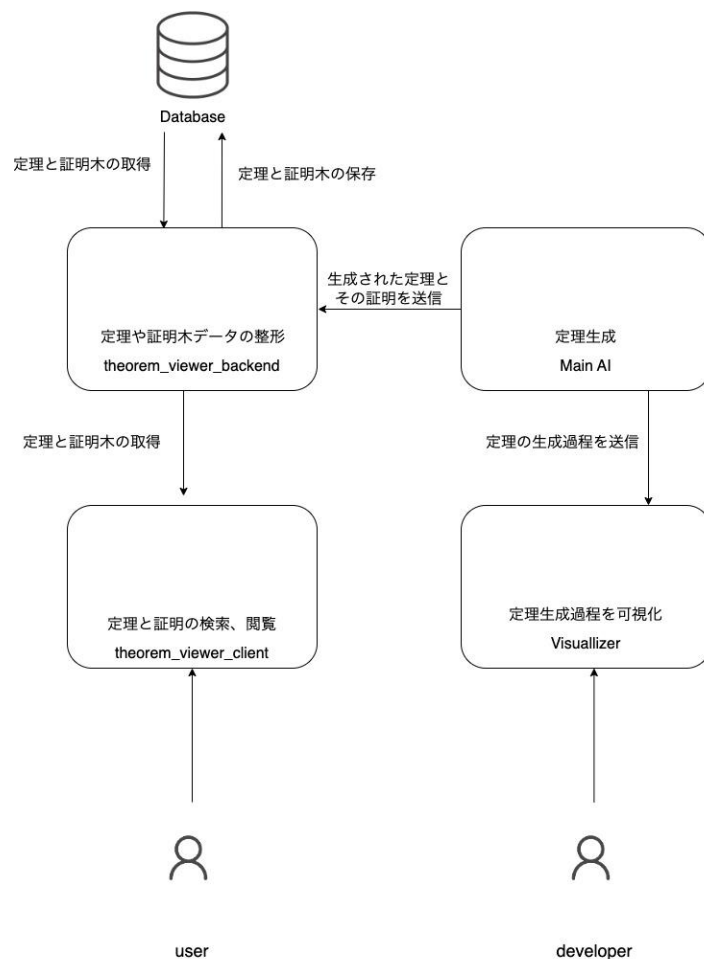 Database
定理と証明木の取得
定理と証明木の保存
生成された定理と
その証明を送信
定理や証明木データの整形
theorem_viewer_backend
定理生成
Main AI
定理と証明木の取得
定理の生成過程を送信
定理と証明の検索、閲覧
theorem_viewer_client
定理生成過程を可視化
Visuallizer
user
developer